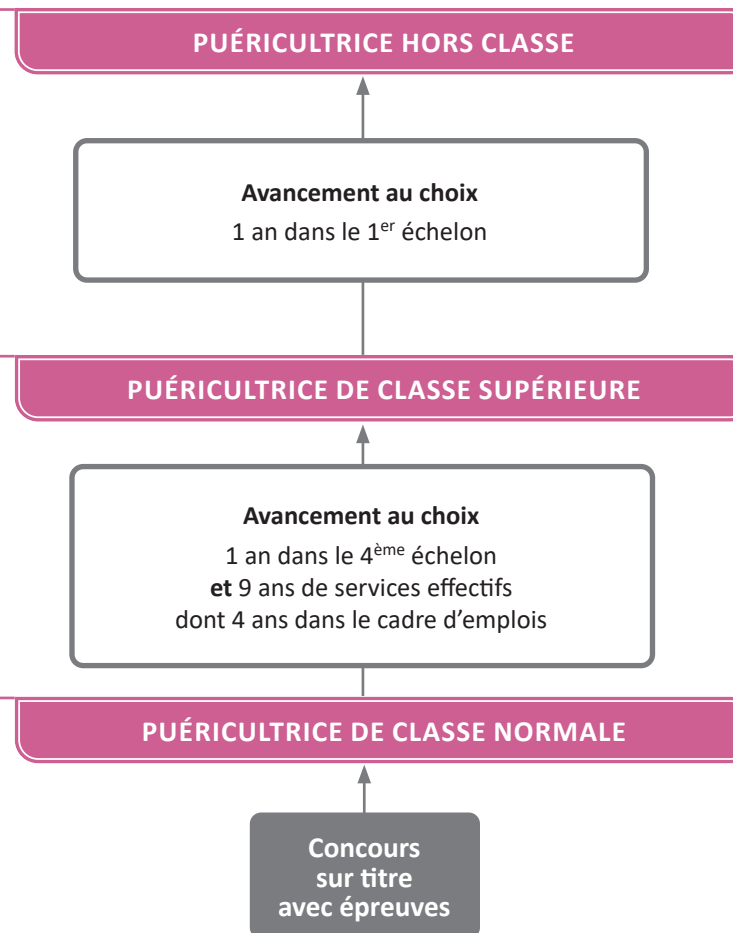 PUÉRICULTRICE HORS CLASSE
Avancement au choix
1 an dans le 1er échelon
PUÉRICULTRICE DE CLASSE SUPÉRIEURE
Avancement au choix
1 an dans le 4ème échelon
et 9 ans de services effectifs
dont 4 ans dans le cadre d'emplois
PUÉRICULTRICE DE CLASSE NORMALE
Concours
sur titre
avec épreuves